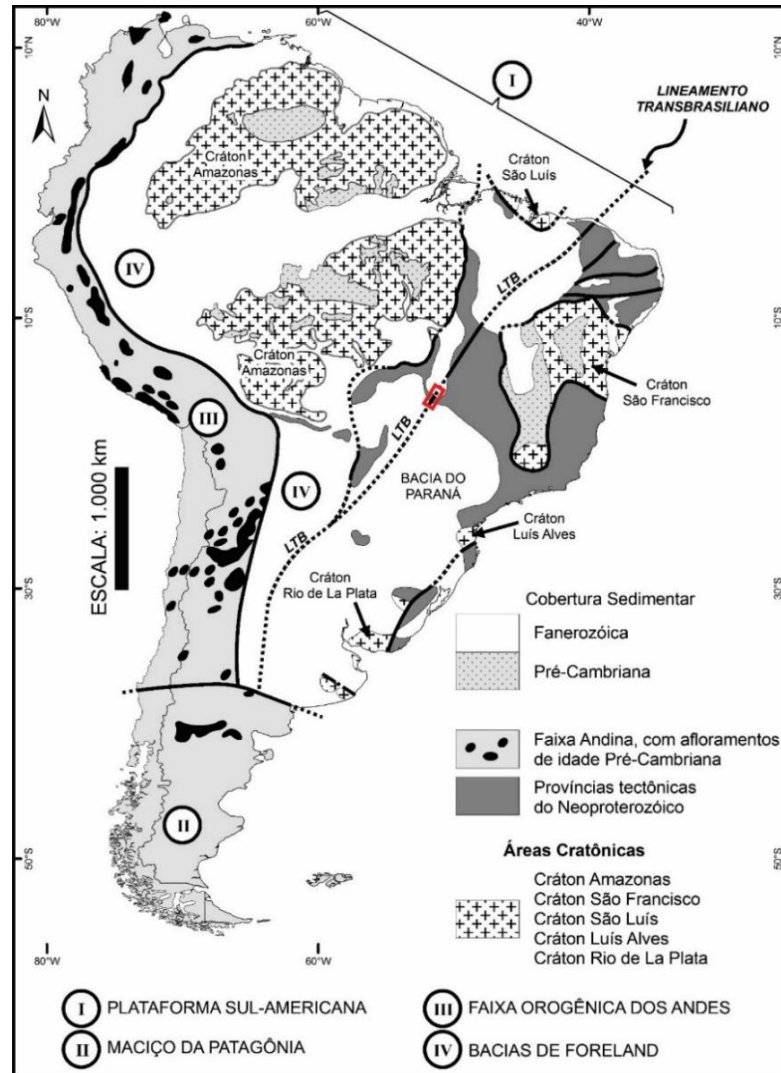 80°W
60°W
40°W
10°N
10°N
I
LINEAMENTO
TRANSBRASILIANO
N
Cráton
Amazonas
Cráton
São Luís
IV
LTB
10°S
10°S
Cráton
Amazonas
Cráton
São Francisco
III
LTB
IV
BACIA DO
PARANÁ
ESCALA: 1.000 km
LTB
Cráton
Luís Alves
Cráton
Rio de La Plata
30°S
30°S
Cobertura Sedimentar
Fanerozóica
Pré-Cambriana
Faixa Andina, com afloramentos
de idade Pré-Cambriana
Províncias tectônicas
do Neoproterozóico
II
50°S
50°S
Áreas Cratônicas
Cráton Amazonas
Cráton São Francisco
Cráton São Luís
Cráton Luís Alves
Cráton Rio de La Plata
80°W
60°W
I PLATAFORMA SUL-AMERICANA
III FAIXA OROGÊNICA DOS ANDES
II MACIÇO DA PATAGÔNIA
IV BACIAS DE FORELAND